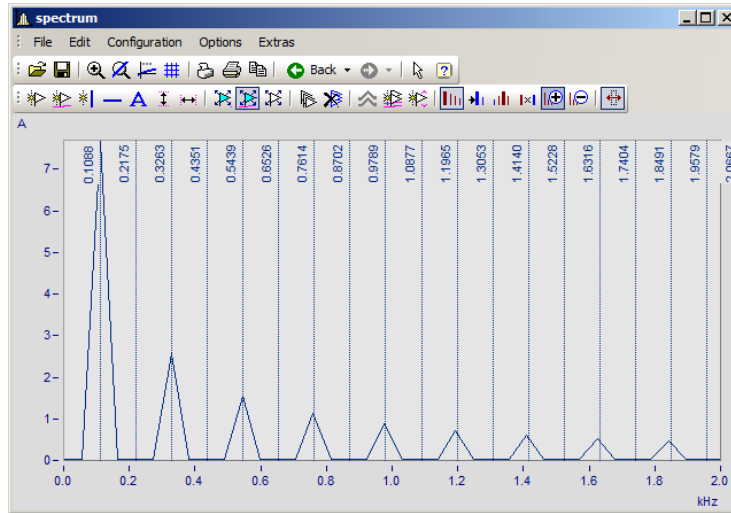 spectrum
File Edit Configuration Options Extras
Back
A
0.1088 0.2175 0.3263 0.4351 0.5439 0.6526 0.7614 0.8702 0.9789 1.0877 1.1965 1.3053 1.4140 1.5228 1.6316 1.7404 1.8491 1.9579 2.0667
7
6
5
4
3
2
1
0
0.0 0.2 0.4 0.6 0.8 1.0 1.2 1.4 1.6 1.8 2.0
kHz